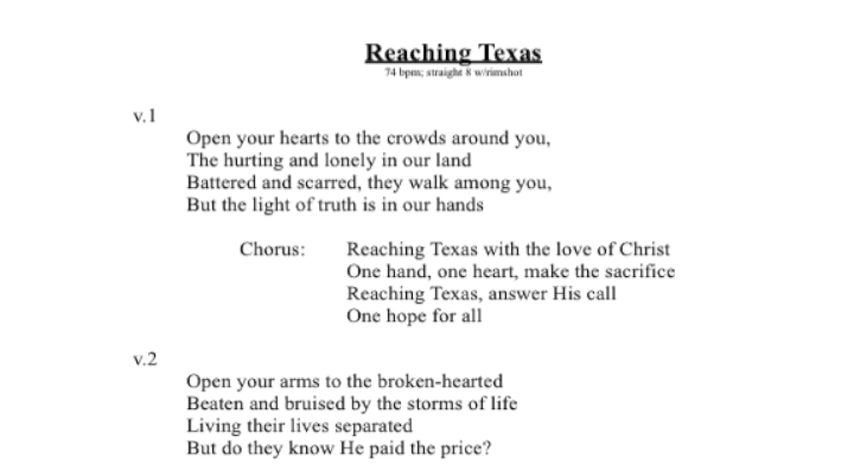 Reaching Texas
74 bpm; straight 8 w/rimshot
v.1
Open your hearts to the crowds around you,
The hurting and lonely in our land
Battered and scarred, they walk among you,
But the light of truth is in our hands
Chorus: Reaching Texas with the love of Christ
One hand, one heart, make the sacrifice
Reaching Texas, answer His call
One hope for all
v.2
Open your arms to the broken-hearted
Beaten and bruised by the storms of life
Living their lives separated
But do they know He paid the price?